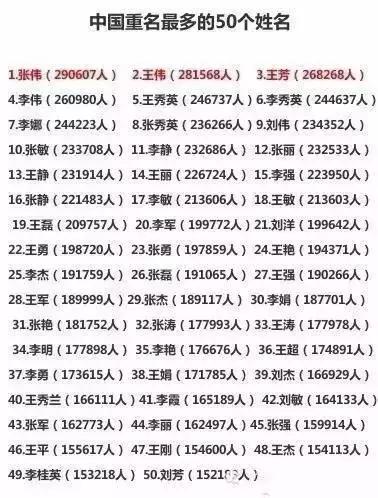 中国重名最多的50个姓名
1.张伟（290607人） 2.王伟（281568人） 3.王芳（268268人）
4.李伟（260980人） 5.王秀英（246737人） 6.李秀英（244637人）
7.李娜（244223人） 8.张秀英（236266人） 9.刘伟（234352人）
10.张敏（233708人） 11.李静（232686人） 12.张丽（232533人）
13.王静（231914人） 14.王丽（226724人） 15.李强（223950人）
16.张静（221483人） 17.李敏（213606人） 18.王敏（213603人）
19.王磊（209757人） 20.李军（199772人） 21.刘洋（199642人）
22.王勇（198720人） 23.张勇（197859人） 24.王艳（194371人）
25.李杰（191759人） 26.张磊（191065人） 27.王强（190266人）
28.王军（189999人） 29.张杰（189117人） 30.李娟（187701人）
31.张艳（181752人） 32.张涛（177993人） 33.王涛（177978人）
34.李明（177898人） 35.李艳（176676人） 36.王超（174891人）
37.李勇（173615人） 38.王娟（171785人） 39.刘杰（166929人）
40.王秀兰（166111人） 41.李霞（165189人） 42.刘敏（164133人）
43.张军（162773人） 44.李丽（162497人） 45.张强（159914人）
46.王平（155617人） 47.王刚（154600人） 48.王杰（154113人）
49.李桂英（153218人） 50.刘芳